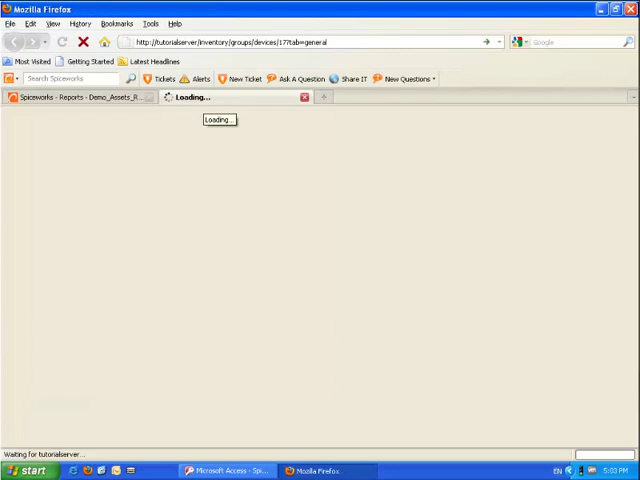 Mozilla Firefox
File Edit View History Bookmarks Tools Help
http://tutorialserver/inventory/groups/devices/17?tab=general
Google
Most Visited Getting Started Latest Headlines
Search Spiceworks Tickets Alerts New Ticket Ask A Question Share IT New Questions
Spiceworks - Reports - Demo_Assets_R... Loading...
Loading...
Waiting for tutorialserver...
start Microsoft Access - Spi... Mozilla Firefox EN 5:03 PM